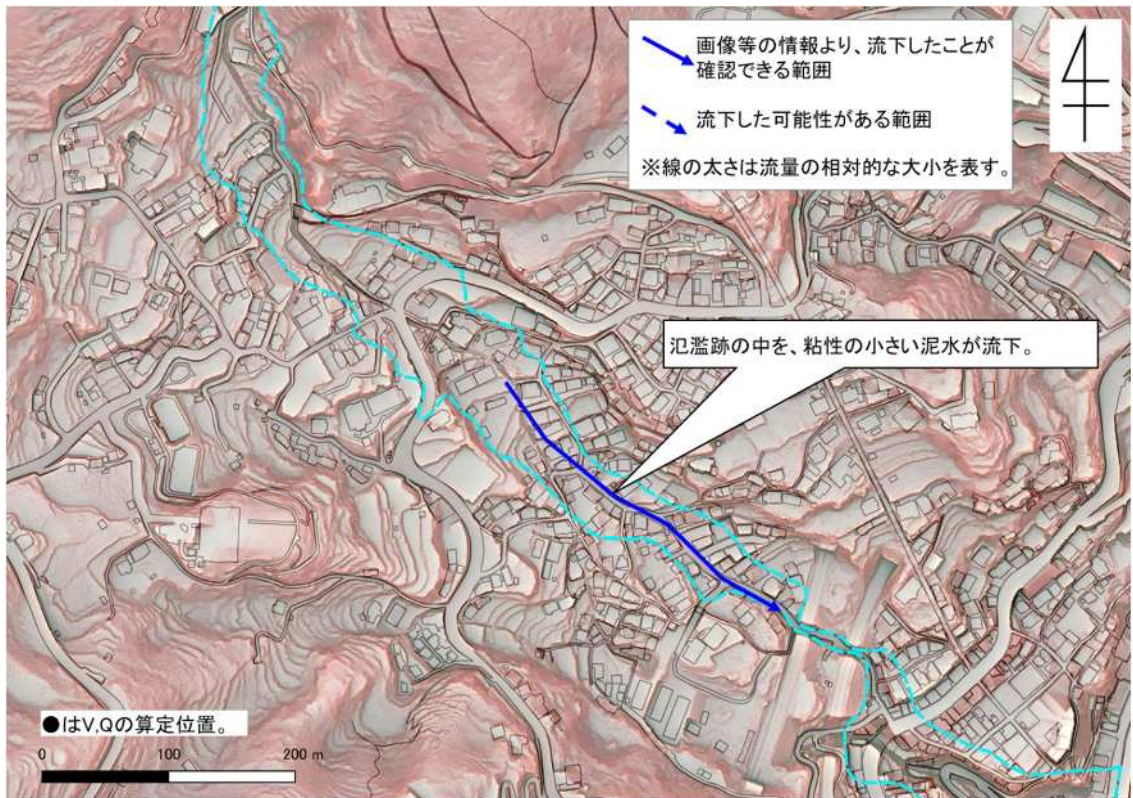 画像等の情報より、流下したことが
確認できる範囲
流下した可能性がある範囲
※線の太さは流量の相対的な大小を表す。
氾濫跡の中を、粘性の小さい泥水が流下。
●はV,Qの算定位置。
0 100 200 m